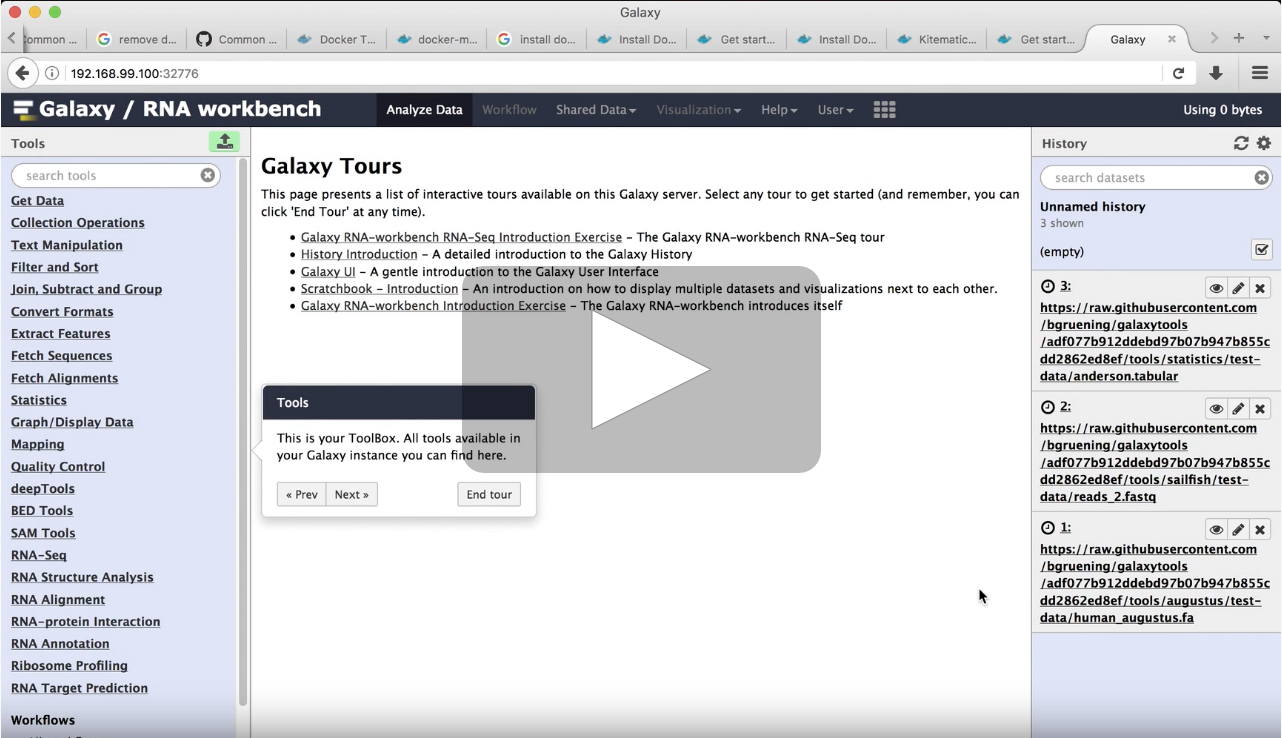 Galaxy
ommon ...
remove d...
Common ...
Docker T...
docker-m...
install do...
Install Do...
Get start...
Install Do...
Kitematic...
Get start...
Galaxy
192.168.99.100:32776
Galaxy / RNA workbench
Analyze Data
Workflow
Shared Data
Visualization
Help
User
Using 0 bytes
Tools
search tools
Get Data
Collection Operations
Text Manipulation
Filter and Sort
Join, Subtract and Group
Convert Formats
Extract Features
Fetch Sequences
Fetch Alignments
Statistics
Graph/Display Data
Mapping
Quality Control
deepTools
BED Tools
SAM Tools
RNA-Seq
RNA Structure Analysis
RNA Alignment
RNA-protein Interaction
RNA Annotation
Ribosome Profiling
RNA Target Prediction
Workflows
Galaxy Tours
This page presents a list of interactive tours available on this Galaxy server. Select any tour to get started (and remember, you can
click 'End Tour' at any time).
• Galaxy RNA-workbench RNA-Seq Introduction Exercise – The Galaxy RNA-workbench RNA-Seq tour
• History Introduction – A detailed introduction to the Galaxy History
• Galaxy UI – A gentle introduction to the Galaxy User Interface
• Scratchbook – Introduction – An introduction on how to display multiple datasets and visualizations next to each other.
• Galaxy RNA-workbench Introduction Exercise – The Galaxy RNA-workbench introduces itself
Tools
This is your ToolBox. All tools available in
your Galaxy instance you can find here.
« Prev
Next »
End tour
History
search datasets
Unnamed history
3 shown
(empty)
3:
https://raw.githubusercontent.com
/bgruening/galaxytools
/adf077b912ddebd97b07b947b855c
dd2862ed8ef/tools/statistics/test-
data/anderson.tabular
2:
https://raw.githubusercontent.com
/bgruening/galaxytools
/adf077b912ddebd97b07b947b855c
dd2862ed8ef/tools/sailfish/test-
data/reads_2.fastq
1:
https://raw.githubusercontent.com
/bgruening/galaxytools
/adf077b912ddebd97b07b947b855c
dd2862ed8ef/tools/augustus/test-
data/human_augustus.fa